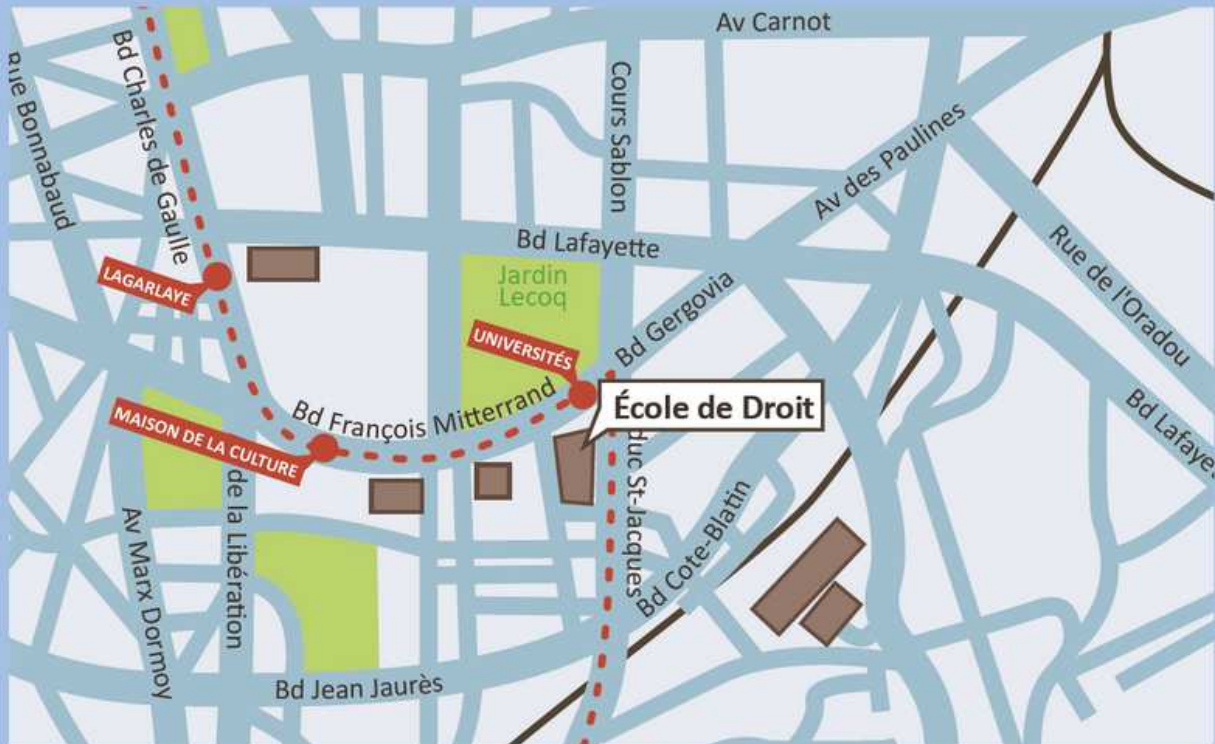 Av Carnot
Bd Charles de Gaulle
Rue Bonnabaud
Cours Sablon
Av des Paulines
Bd Lafayette
Rue de l'Oradou
Jardin
Lecoq
LAGARLAYE
Bd Gergovia
UNIVERSITÉS
Bd François Mitterrand
École de Droit
MAISON DE LA CULTURE
Bd Lafaye
duc St-Jacques
de la Libération
Av Marx Dormoy
Bd Cote-Blatin
Bd Jean Jaurès